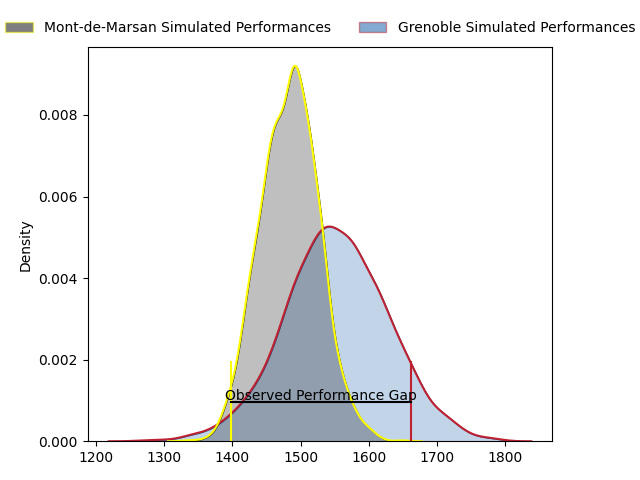 Mont-de-Marsan Simulated Performances Grenoble Simulated Performances
Density
0.008
0.006
0.004
0.002
0.000
Observed Performance Gap
1200 1300 1400 1500 1600 1700 1800